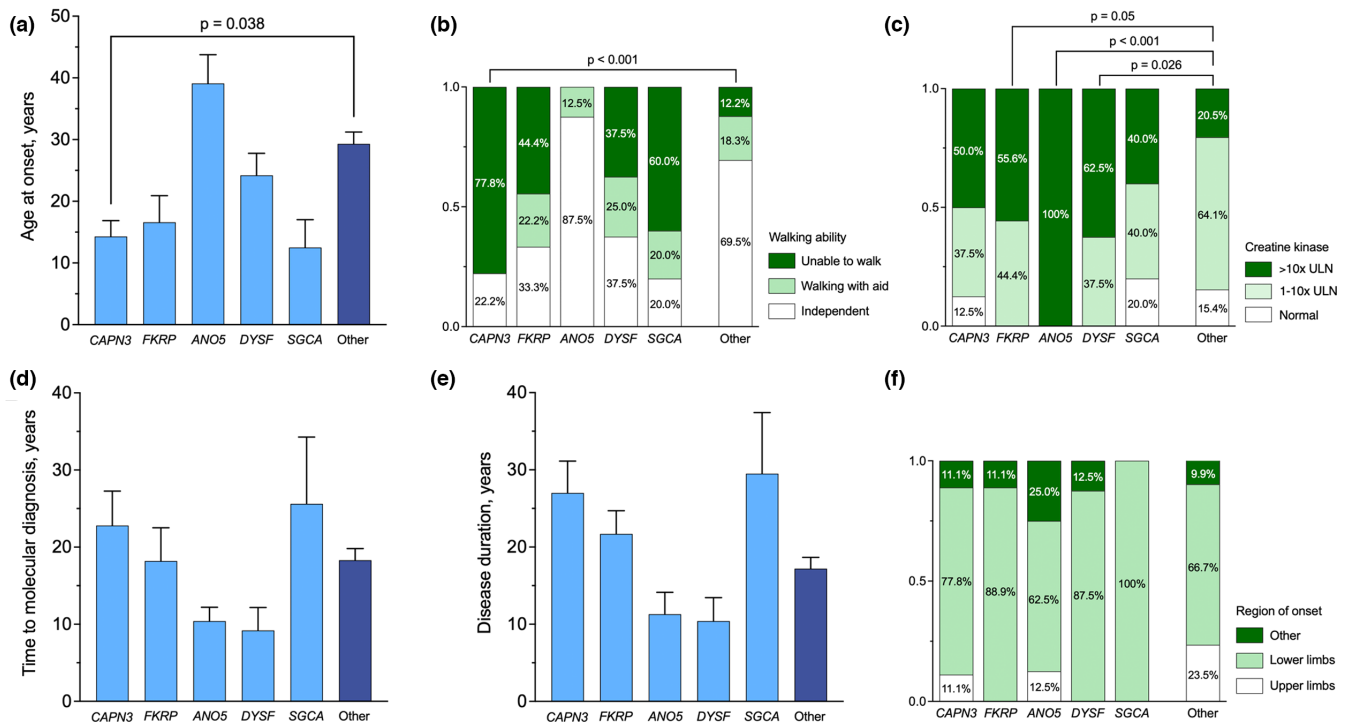 (a)
Age at onset, years
50
40
30
20
10
0
p = 0.038
CAPN3 FKRP ANO5 DYSF SGCA Other
(b)
p < 0.001
1.0
0.5
1.0
77.8%
22.2%
44.4%
22.2%
33.3%
12.5%
87.5%
37.5%
25.0%
37.5%
60.0%
20.0%
20.0%
12.2%
18.3%
69.5%
CAPN3 FKRP ANO5 DYSF SGCA Other
Walking ability
Unable to walk
Walking with aid
Independent
(c)
p = 0.05
p < 0.001
p = 0.026
1.0
0.5
1.0
50.0%
37.5%
12.5%
55.6%
44.4%
100%
62.5%
37.5%
40.0%
40.0%
20.0%
20.5%
64.1%
15.4%
CAPN3 FKRP ANO5 DYSF SGCA Other
Creatine kinase
>10x ULN
1-10x ULN
Normal
(d)
Time to molecular diagnosis, years
40
30
20
10
0
CAPN3 FKRP ANO5 DYSF SGCA Other
(e)
Disease duration, years
40
30
20
10
0
CAPN3 FKRP ANO5 DYSF SGCA Other
(f)
1.0
0.5
1.0
11.1%
77.8%
11.1%
11.1%
88.9%
25.0%
62.5%
12.5%
12.5%
87.5%
100%
9.9%
66.7%
23.5%
CAPN3 FKRP ANO5 DYSF SGCA Other
Region of onset
Other
Lower limbs
Upper limbs